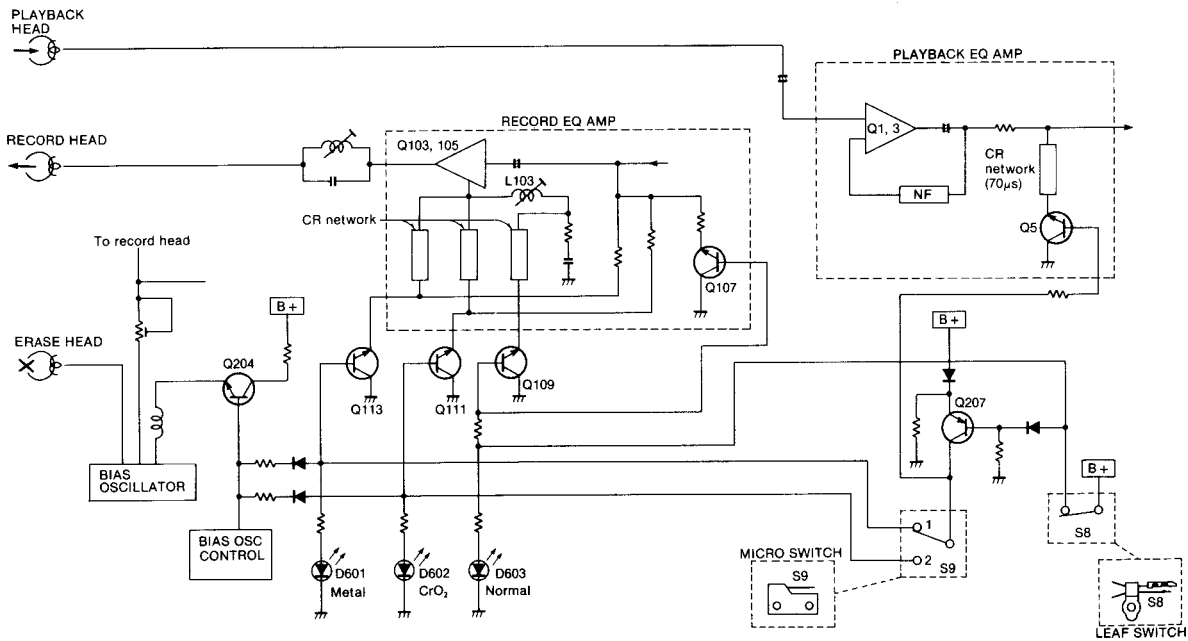 PLAYBACK
HEAD
PLAYBACK EQ AMP
RECORD HEAD
RECORD EQ AMP
Q103, 105
Q1, 3
CR
network
(70µs)
NF
L103
CR network
Q5
To record head
Q107
B +
B +
ERASE HEAD
Q204
Q113
Q111
Q109
Q207
BIAS
OSCILLATOR
B +
BIAS OSC
CONTROL
1
2
S9
S8
MICRO SWITCH
S9
D601
Metal
D602
CrO₂
D603
Normal
S8
LEAF SWITCH